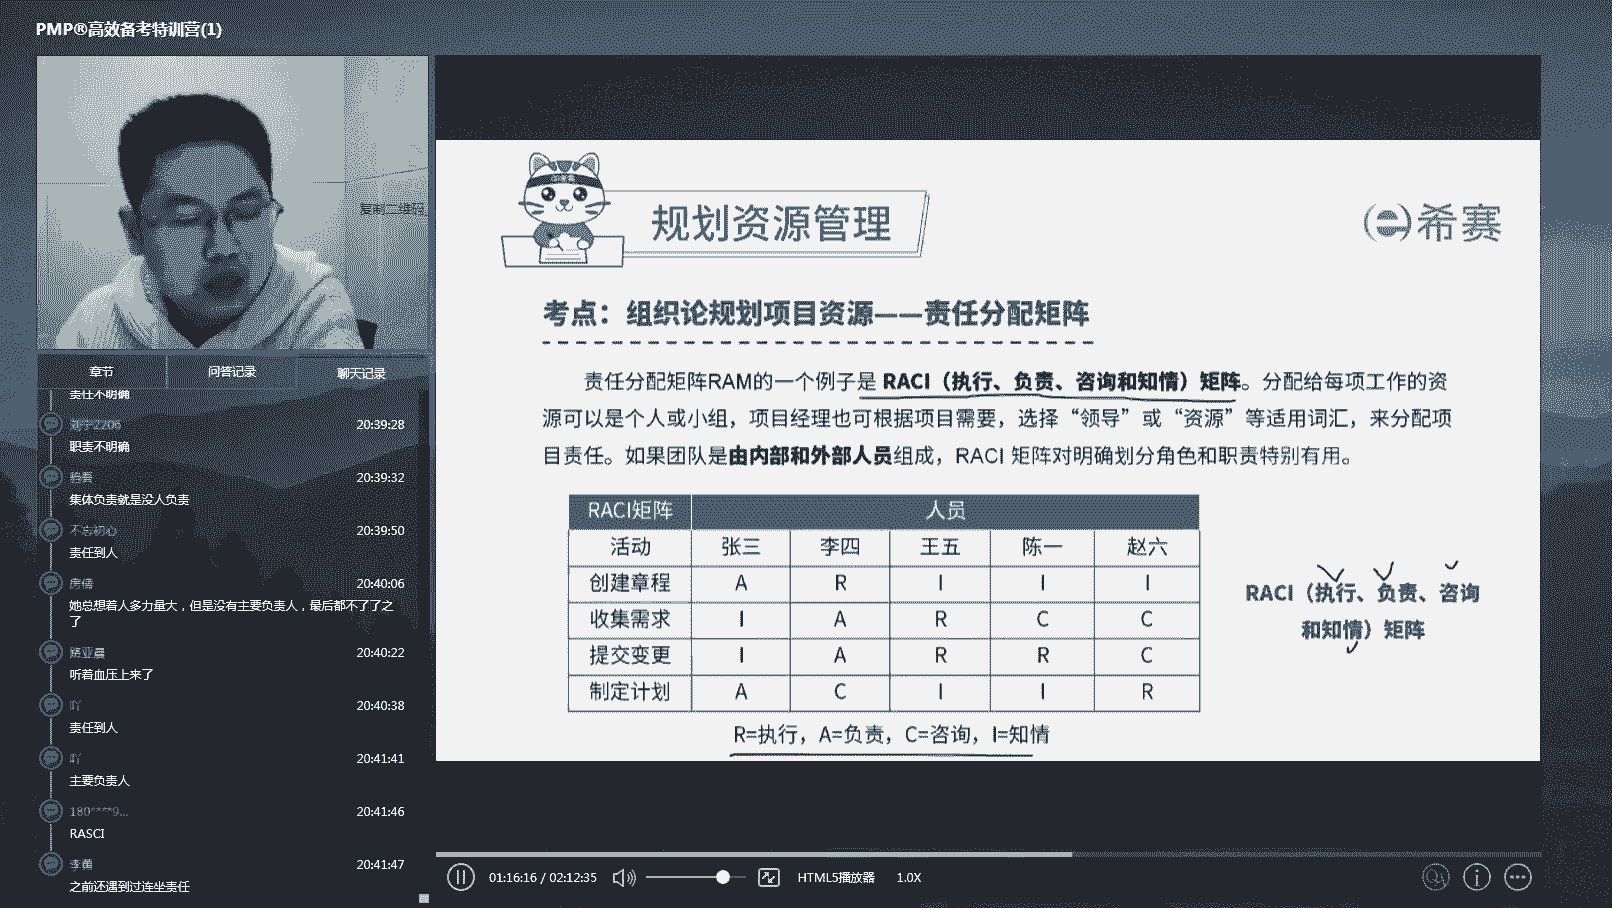 PMP®高效备考特训营(1)
复制二维码
章节
问答记录
聊天记录
责任不明确
20:39:28
职责不明确
20:39:32
集体负责就是没人负责
不忘初心
20:39:50
责任到人
房倩
20:40:06
她总想着人多力量大，但是没有主要负责人，最后都不了了之
了
20:40:22
听着血压上来了
吖
20:40:38
责任到人
吖
20:41:41
主要负责人
180****9...
20:41:46
RASCI
20:41:47
之前还遇到过连坐责任
规划资源管理
希赛
考点：组织论规划项目资源——责任分配矩阵
责任分配矩阵RAM的一个例子是 RACI（执行、负责、咨询和知情）矩阵。分配给每项工作的资
源可以是个人或小组，项目经理也可根据项目需要，选择“领导”或“资源”等适用词汇，来分配项
目责任。如果团队是由内部和外部人员组成，RACI 矩阵对明确划分角色和职责特别有用。
RACI矩阵 人员
活动 张三 李四 王五 陈一 赵六
创建章程 A R I I I
收集需求 I A R C C
提交变更 I A R R C
制定计划 A C I I R
R=执行，A=负责，C=咨询，I=知情
RACI（执行、负责、咨询
和知情）矩阵
01:16:16 / 02:12:35
HTML5播放器
1.0X